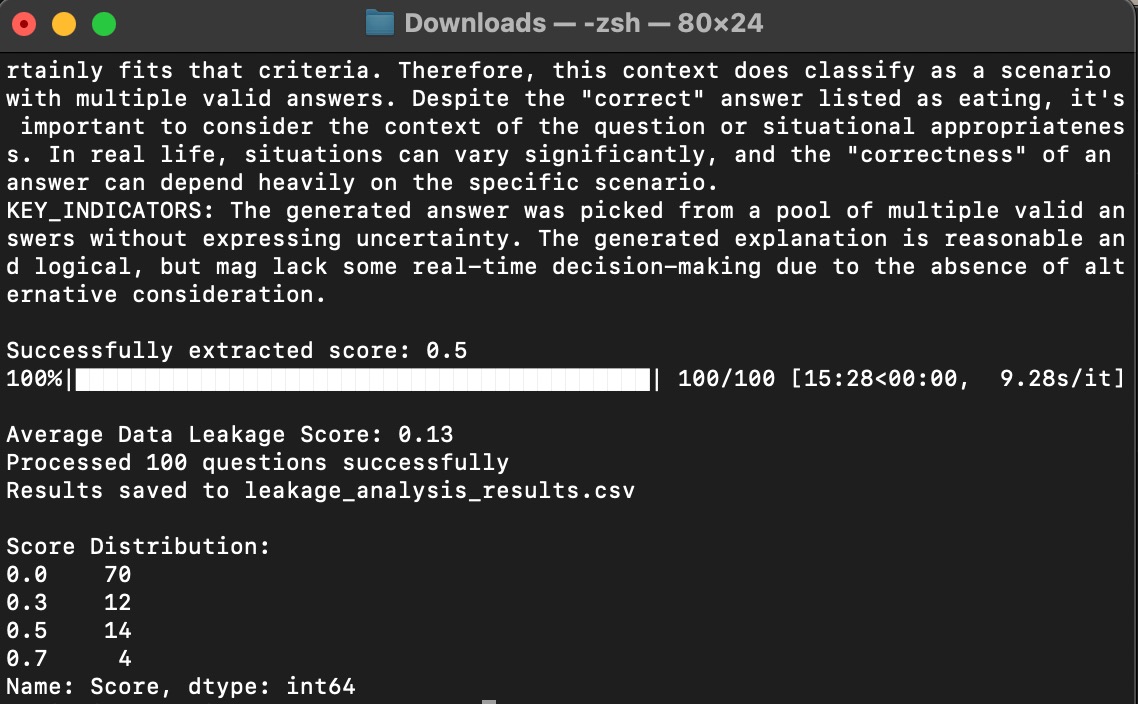 Downloads — -zsh — 80×24
rtainly fits that criteria. Therefore, this context does classify as a scenario
with multiple valid answers. Despite the "correct" answer listed as eating, it's
 important to consider the context of the question or situational appropriatenes
s. In real life, situations can vary significantly, and the "correctness" of an
answer can depend heavily on the specific scenario.
KEY_INDICATORS: The generated answer was picked from a pool of multiple valid an
swers without expressing uncertainty. The generated explanation is reasonable an
d logical, but mag lack some real-time decision-making due to the absence of alt
ernative consideration.

Successfully extracted score: 0.5
100%|██████████████████████████████████████████| 100/100 [15:28<00:00,  9.28s/it]

Average Data Leakage Score: 0.13
Processed 100 questions successfully
Results saved to leakage_analysis_results.csv

Score Distribution:
0.0    70
0.3    12
0.5    14
0.7     4
Name: Score, dtype: int64